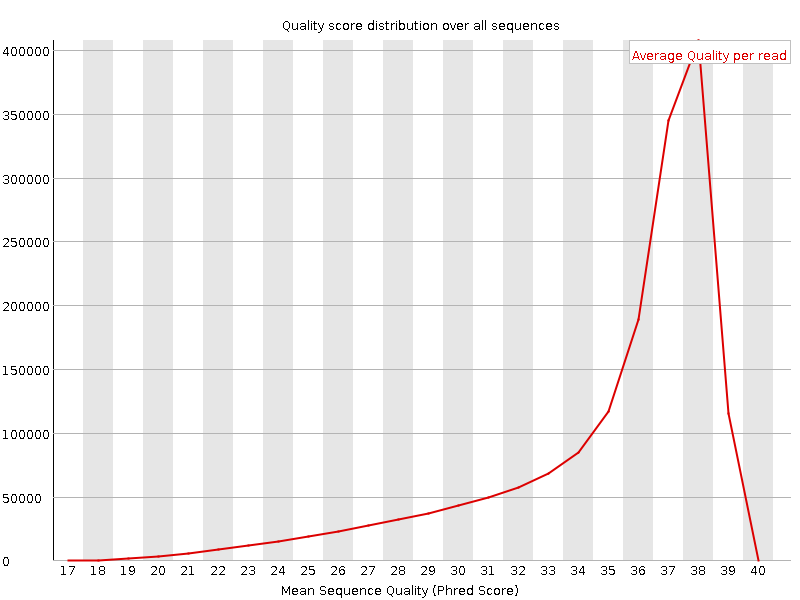 Quality score distribution over all sequences
Average Quality per read
400000
350000
300000
250000
200000
150000
100000
50000
0
17 18 19 20 21 22 23 24 25 26 27 28 29 30 31 32 33 34 35 36 37 38 39 40
Mean Sequence Quality (Phred Score)